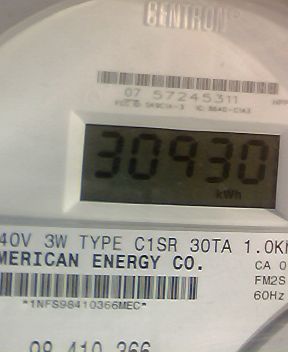 CENTRON
07 57245311
30930
kWh
40V 3W TYPE C1SR 30TA 1.0K
MERICAN ENERGY CO.
CA 0
FM2S
60Hz
*1NFS98410366MEC*
98 410 366